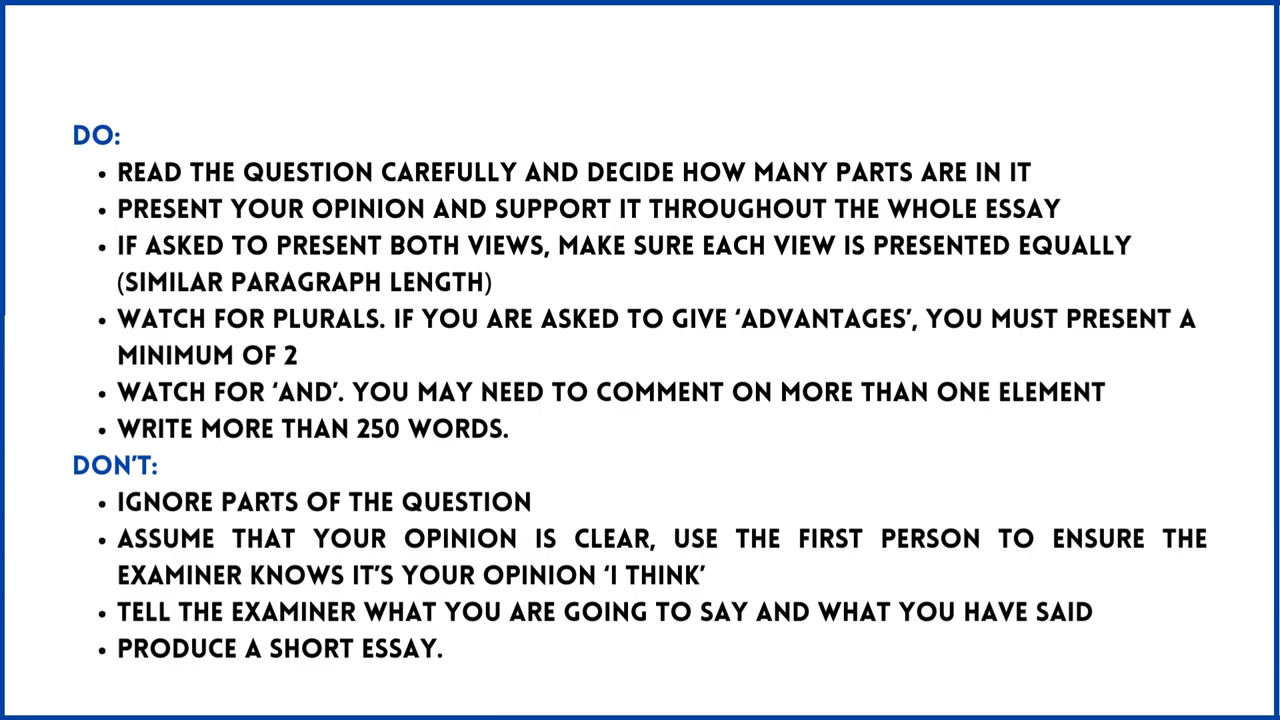 DO:
• READ THE QUESTION CAREFULLY AND DECIDE HOW MANY PARTS ARE IN IT
• PRESENT YOUR OPINION AND SUPPORT IT THROUGHOUT THE WHOLE ESSAY
• IF ASKED TO PRESENT BOTH VIEWS, MAKE SURE EACH VIEW IS PRESENTED EQUALLY
(SIMILAR PARAGRAPH LENGTH)
• WATCH FOR PLURALS. IF YOU ARE ASKED TO GIVE ‘ADVANTAGES’, YOU MUST PRESENT A
MINIMUM OF 2
• WATCH FOR ‘AND’. YOU MAY NEED TO COMMENT ON MORE THAN ONE ELEMENT
• WRITE MORE THAN 250 WORDS.
DON’T:
• IGNORE PARTS OF THE QUESTION
• ASSUME THAT YOUR OPINION IS CLEAR, USE THE FIRST PERSON TO ENSURE THE
EXAMINER KNOWS IT’S YOUR OPINION ‘I THINK’
• TELL THE EXAMINER WHAT YOU ARE GOING TO SAY AND WHAT YOU HAVE SAID
• PRODUCE A SHORT ESSAY.